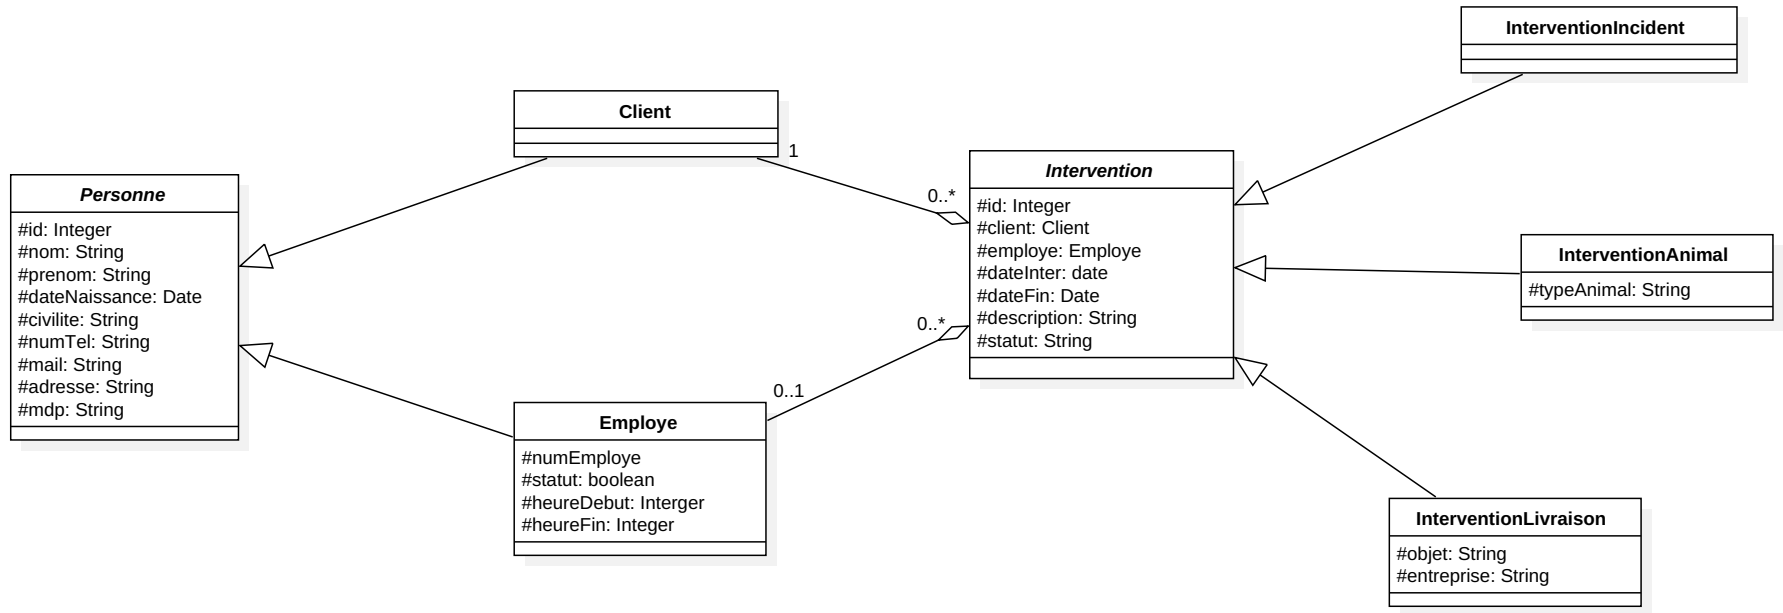 InterventionIncident
Client
1
Personne
#id: Integer
#nom: String
#prenom: String
#dateNaissance: Date
#civilite: String
#numTel: String
#mail: String
#adresse: String
#mdp: String
Intervention
#id: Integer
#client: Client
#employe: Employe
#dateInter: date
#dateFin: Date
#description: String
#statut: String
0..*
0..*
0..1
InterventionAnimal
#typeAnimal: String
Employe
#numEmploye
#statut: boolean
#heureDebut: Interger
#heureFin: Integer
InterventionLivraison
#objet: String
#entreprise: String